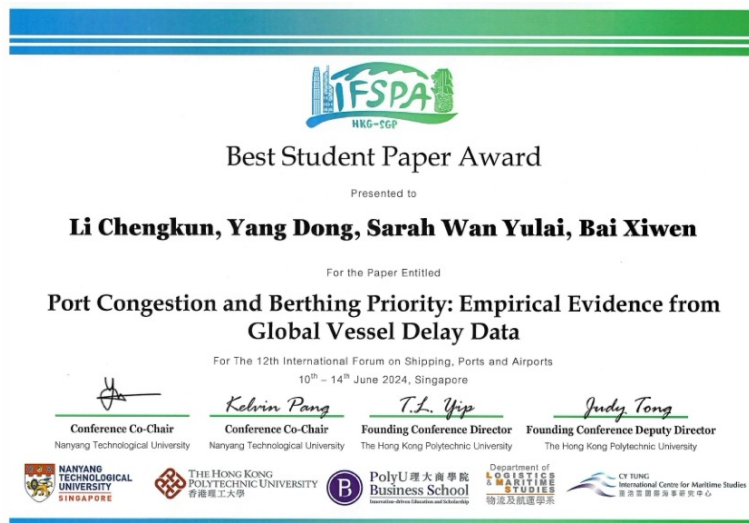 IFSPA
HKG-SGP
Best Student Paper Award
Presented to
Li Chengkun, Yang Dong, Sarah Wan Yulai, Bai Xiwen
For the Paper Entitled
Port Congestion and Berthing Priority: Empirical Evidence from
Global Vessel Delay Data
For The 12th International Forum on Shipping, Ports and Airports
10th – 14th June 2024, Singapore
Kelvin Pang
T.L. Yip
Judy Tong
Conference Co-Chair
Conference Co-Chair
Founding Conference Director
Founding Conference Deputy Director
Nanyang Technological University
Nanyang Technological University
The Hong Kong Polytechnic University
The Hong Kong Polytechnic University
NANYANG
TECHNOLOGICAL
UNIVERSITY
SINGAPORE
THE HONG KONG
POLYTECHNIC UNIVERSITY
香港理工大學
B
PolyU 理大商學院
Business School
Innovation-driven Education and Scholarship
Department of
LOGISTICS
& MARITIME
STUDIES
物流及航運學系
CY TUNG
International Centre for Maritime Studies
董浩雲國際海事研究中心